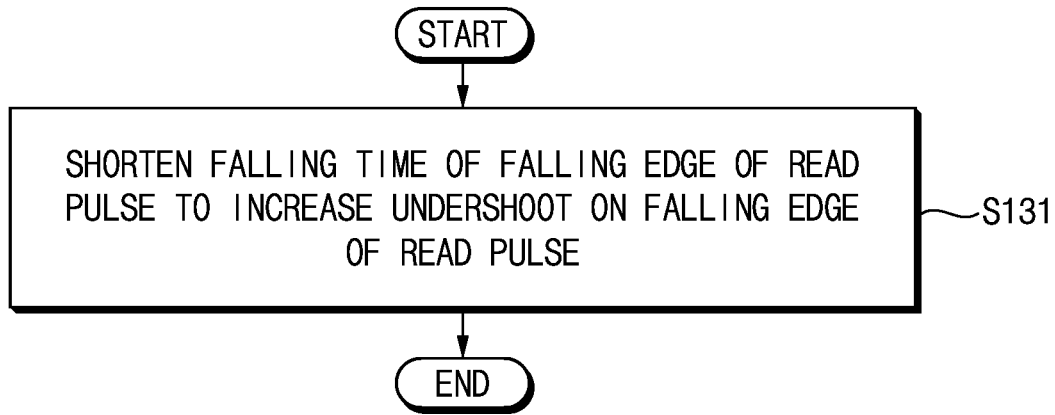 START
SHORTEN FALLING TIME OF FALLING EDGE OF READ
PULSE TO INCREASE UNDERSHOOT ON FALLING EDGE
OF READ PULSE
S131
END